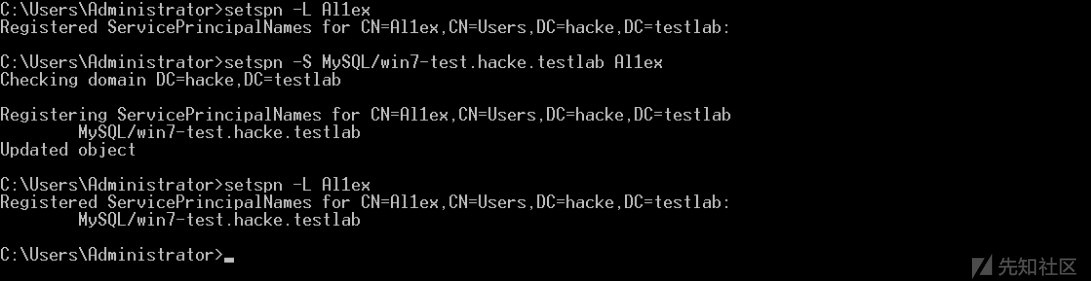 C:\Users\Administrator>setspn -L Al1ex
Registered ServicePrincipalNames for CN=Al1ex,CN=Users,DC=hacke,DC=testlab:
C:\Users\Administrator>setspn -S MySQL/win7-test.hacke.testlab Al1ex
Checking domain DC=hacke,DC=testlab
Registering ServicePrincipalNames for CN=Al1ex,CN=Users,DC=hacke,DC=testlab
MySQL/win7-test.hacke.testlab
Updated object
C:\Users\Administrator>setspn -L Al1ex
Registered ServicePrincipalNames for CN=Al1ex,CN=Users,DC=hacke,DC=testlab:
MySQL/win7-test.hacke.testlab
C:\Users\Administrator>_
先知社区